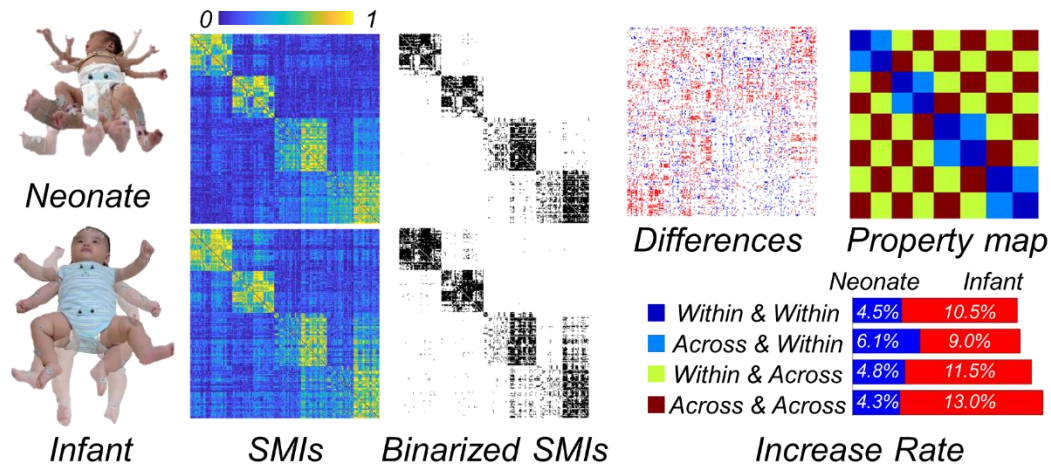 0 1
Neonate
Differences
Property map
Neonate Infant
Within & Within 4.5% 10.5%
Across & Within 6.1% 9.0%
Within & Across 4.8% 11.5%
Across & Across 4.3% 13.0%
Infant
SMIs
Binarized SMIs
Increase Rate